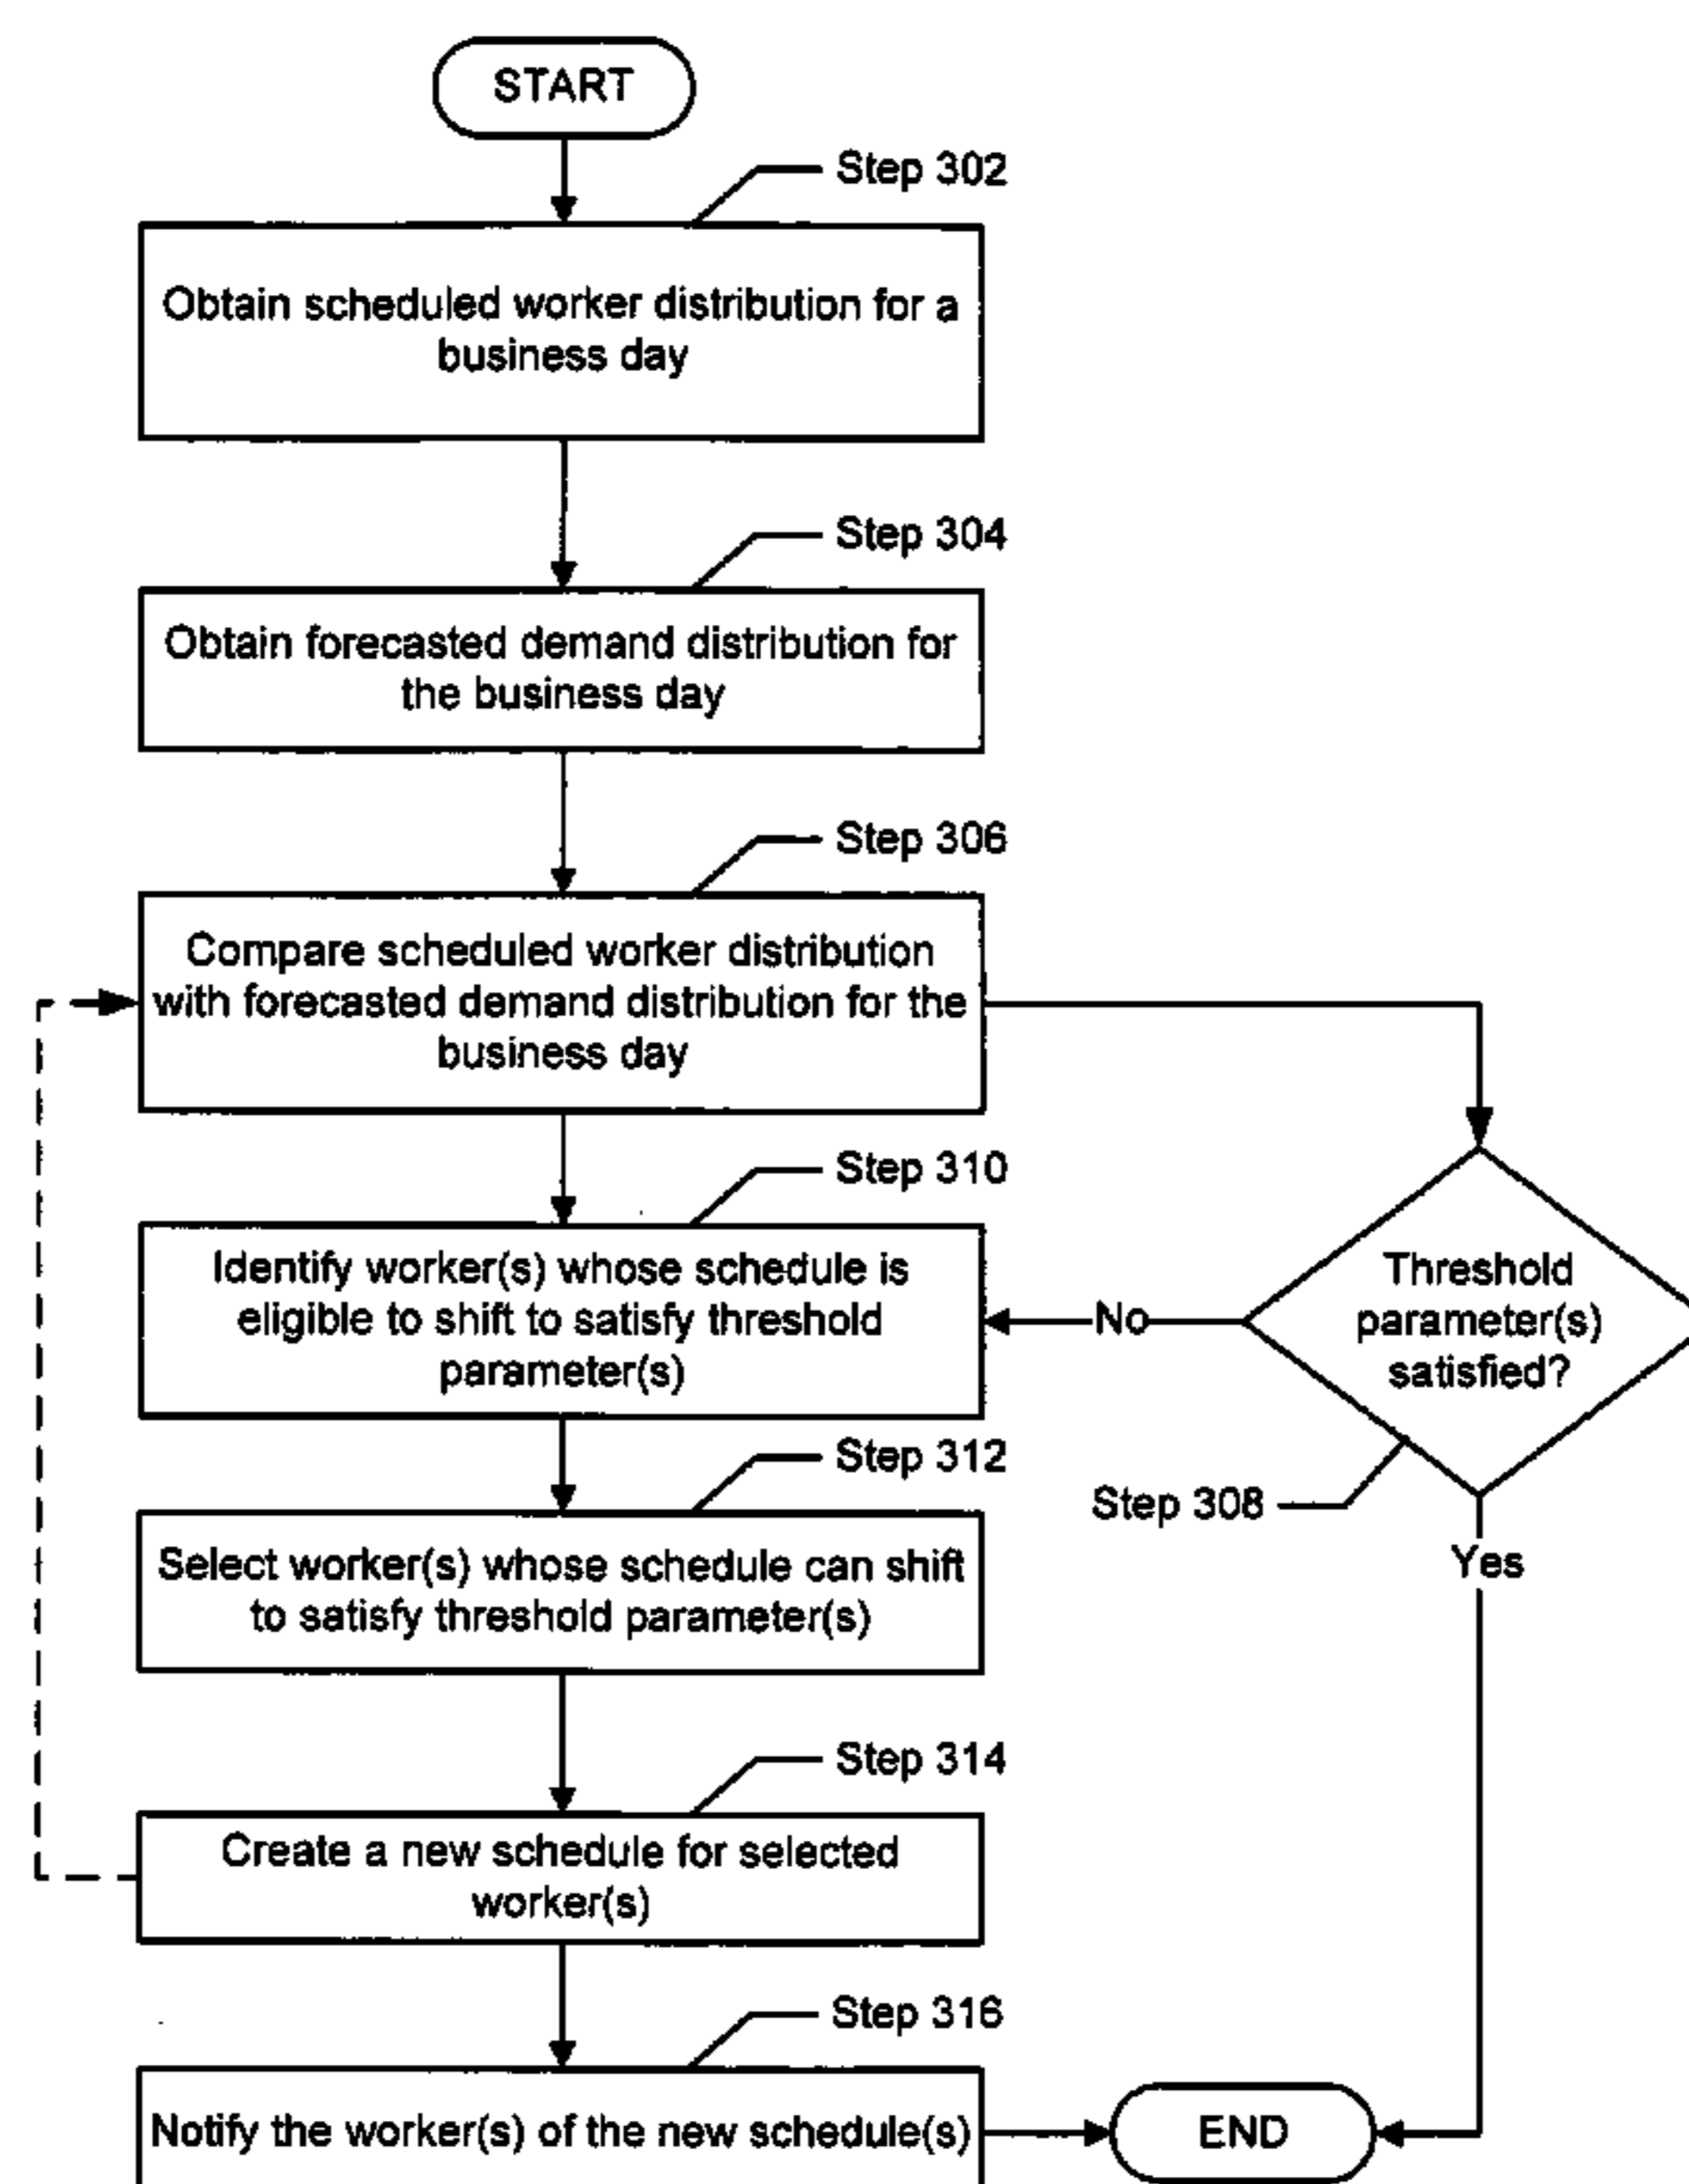 START
Step 302
Obtain scheduled worker distribution for a
business day
Step 304
Obtain forecasted demand distribution for
the business day
Step 306
Compare scheduled worker distribution
with forecasted demand distribution for the
business day
Step 310
Identify worker(s) whose schedule is
eligible to shift to satisfy threshold
parameter(s)
No
Threshold
parameter(s)
satisfied?
Step 308
Yes
Step 312
Select worker(s) whose schedule can shift
to satisfy threshold parameter(s)
Step 314
Create a new schedule for selected
worker(s)
Step 316
Notify the worker(s) of the new schedule(s)
END